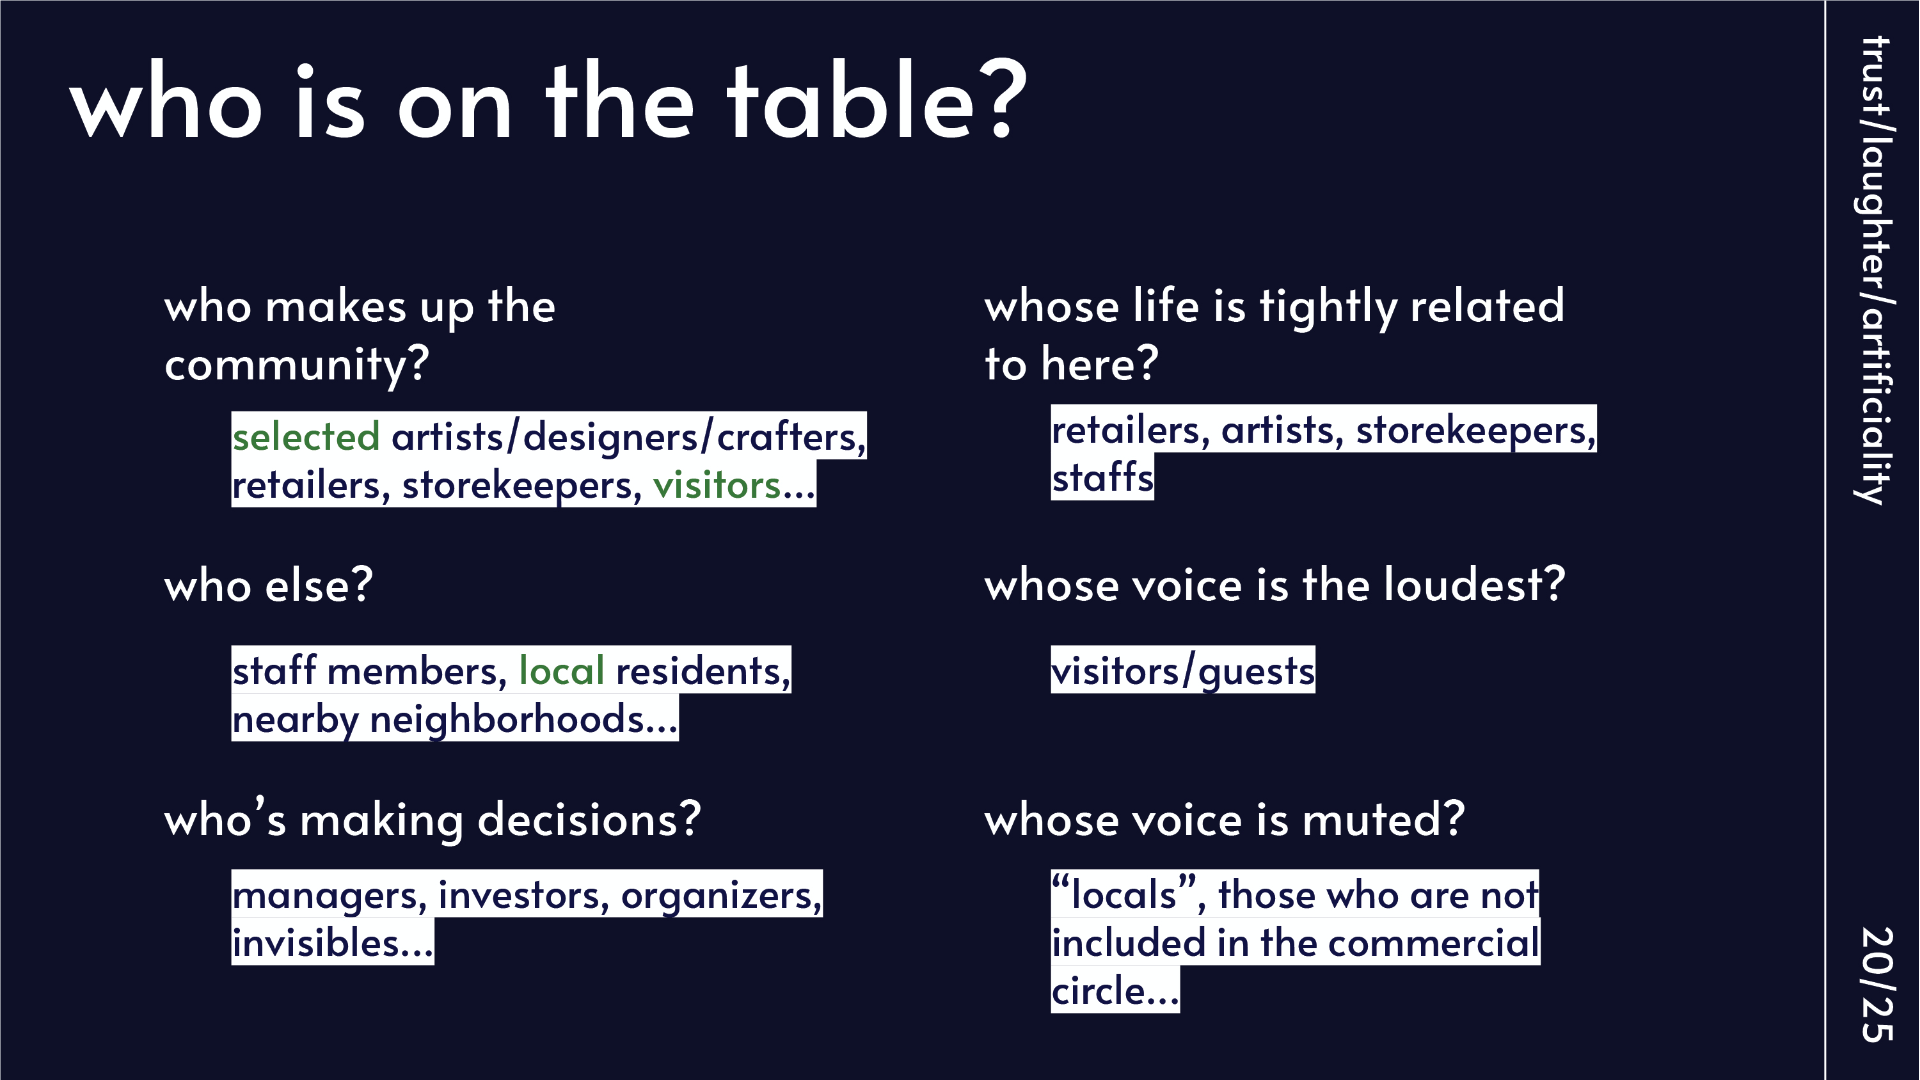 who is on the table?
who makes up the
community?
selected artists/designers/crafters,
retailers, storekeepers, visitors...
who else?
staff members, local residents,
nearby neighborhoods...
who’s making decisions?
managers, investors, organizers,
invisibles...
whose life is tightly related
to here?
retailers, artists, storekeepers,
staffs
whose voice is the loudest?
visitors/guests
whose voice is muted?
“locals”, those who are not
included in the commercial
circle...
trust/laughter/artificiality
20/25